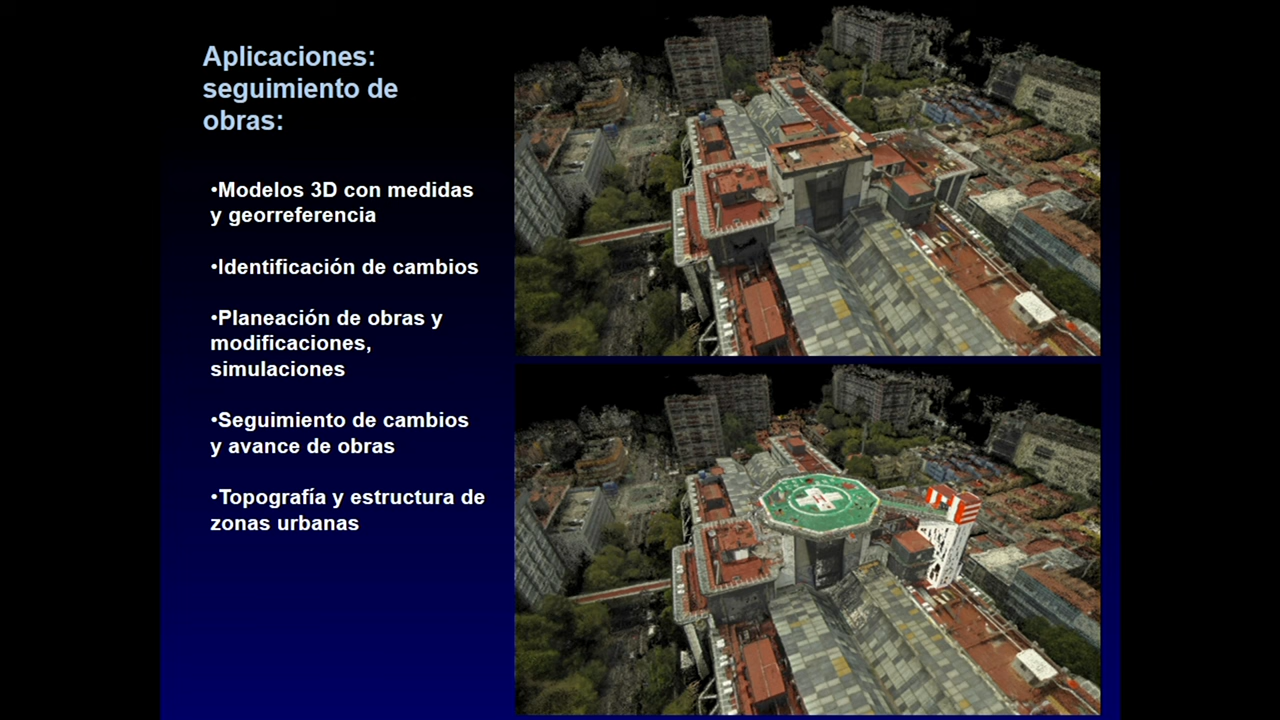 Aplicaciones:
seguimiento de
obras:
•Modelos 3D con medidas
y georreferencia
•Identificación de cambios
•Planeación de obras y
modificaciones,
simulaciones
•Seguimiento de cambios
y avance de obras
•Topografía y estructura de
zonas urbanas